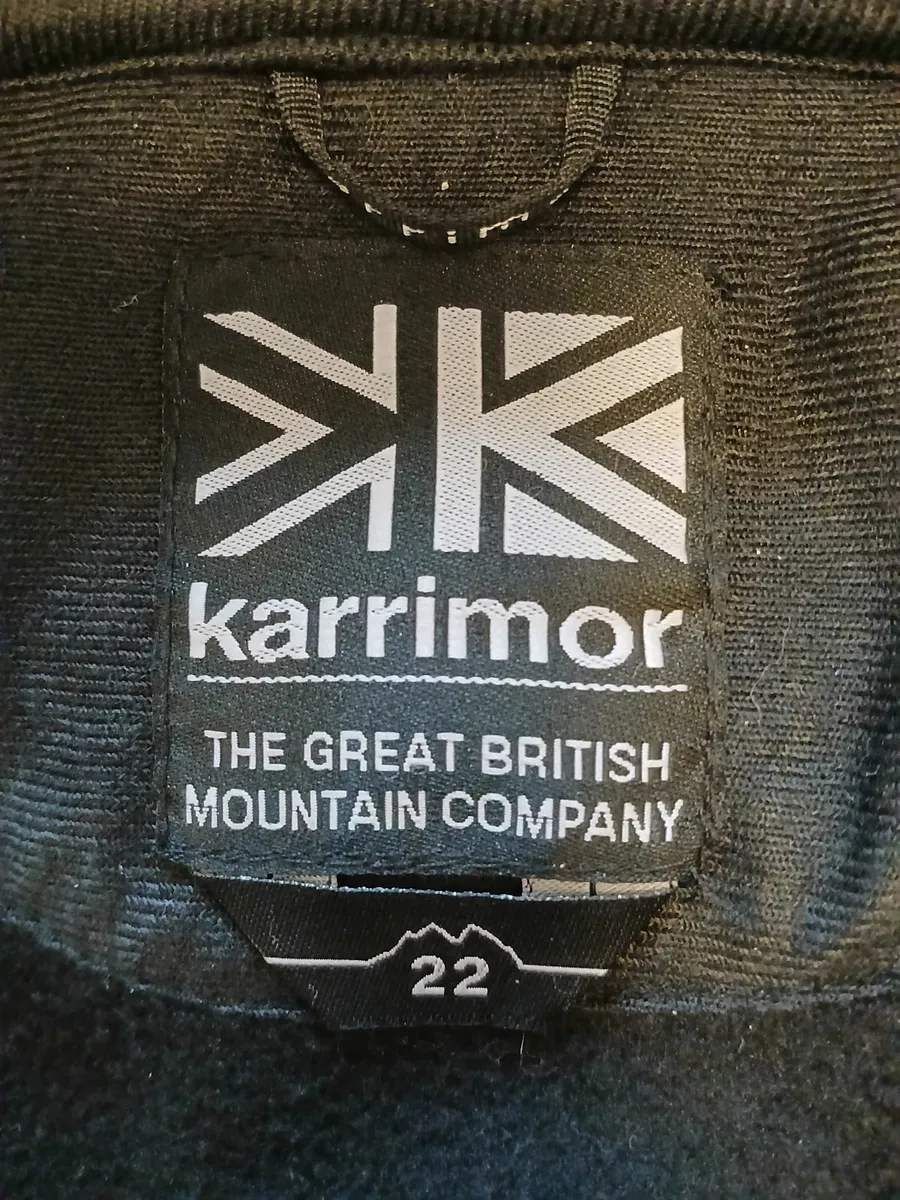 karrimor
THE GREAT BRITISH
MOUNTAIN COMPANY
22